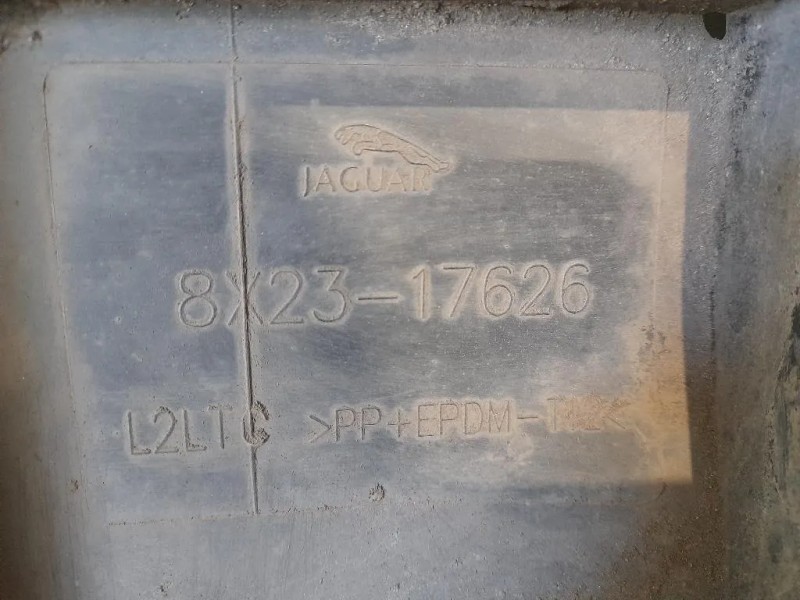 JAGUAR
8X23-17626
L2LTC >PP+EPDM-